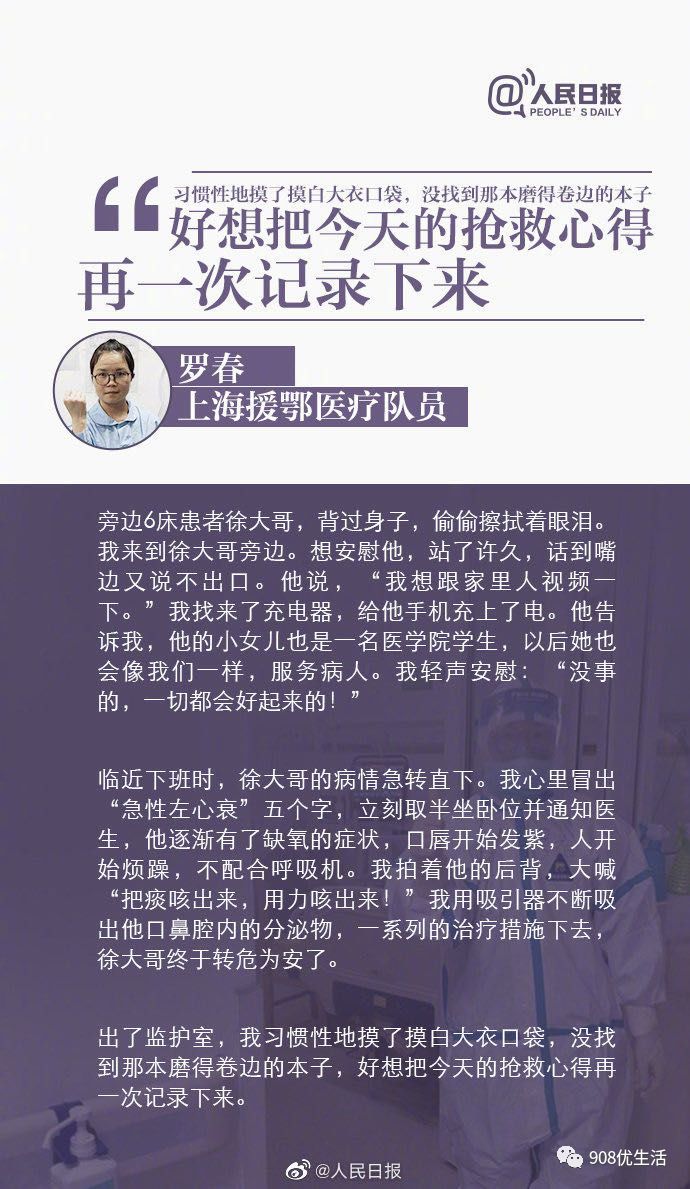 @人民日报
PEOPLE'S DAILY
习惯性地摸了摸白大衣口袋，没找到那本磨得卷边的本子
“好想把今天的抢救心得
再一次记录下来
罗春
上海援鄂医疗队员
旁边6床患者徐大哥，背过身子，偷偷擦拭着眼泪。
我来到徐大哥旁边。想安慰他，站了许久，话到嘴
边又说不出口。他说，“我想跟家里人视频一
下。”我找来了充电器，给他手机充上了电。他告
诉我，他的小女儿也是一名医学院学生，以后她也
会像我们一样，服务病人。我轻声安慰：“没事
的，一切都会好起来的！”
临近下班时，徐大哥的病情急转直下。我心里冒出
“急性左心衰”五个字，立刻取半坐卧位并通知医
生，他逐渐有了缺氧的症状，口唇开始发紫，人开
始烦躁，不配合呼吸机。我拍着他的后背，大喊
“把痰咳出来，用力咳出来！”我用吸引器不断吸
出他口鼻腔内的分泌物，一系列的治疗措施下去，
徐大哥终于转危为安了。
出了监护室，我习惯性地摸了摸白大衣口袋，没找
到那本磨得卷边的本子，好想把今天的抢救心得再
一次记录下来。
@人民日报
908优生活